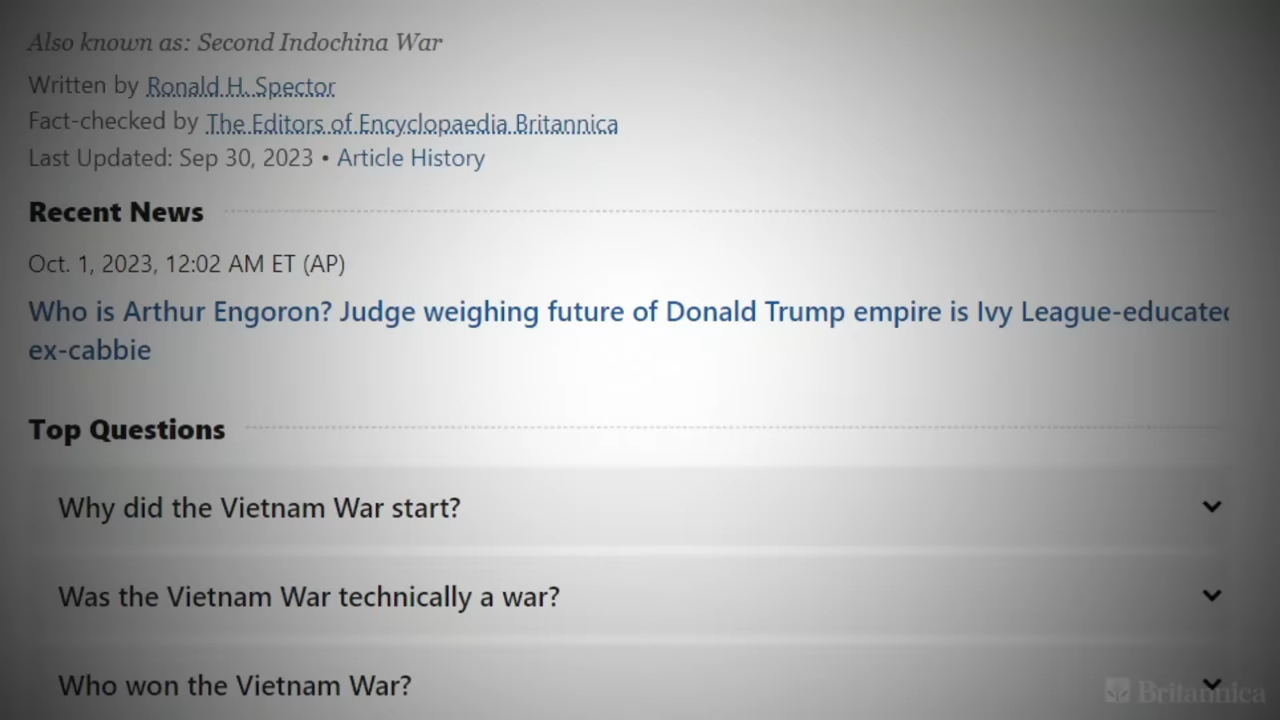 Also known as: Second Indochina War
Written by Ronald H. Spector
Fact-checked by The Editors of Encyclopaedia Britannica
Last Updated: Sep 30, 2023 • Article History
Recent News
Oct. 1, 2023, 12:02 AM ET (AP)
Who is Arthur Engoron? Judge weighing future of Donald Trump empire is Ivy League-educated
ex-cabbie
Top Questions
Why did the Vietnam War start?
Was the Vietnam War technically a war?
Who won the Vietnam War?
Britannica